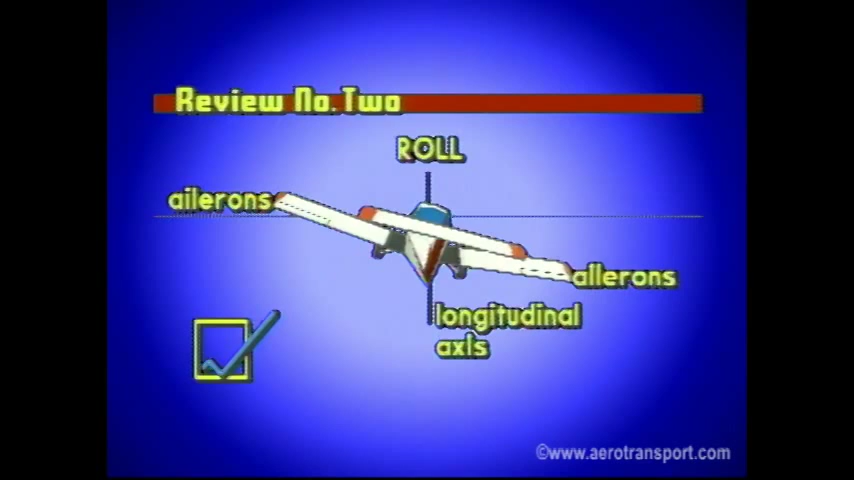 Review No. Two
ROLL
ailerons
ailerons
longitudinal
axis
©www.aerotransport.com